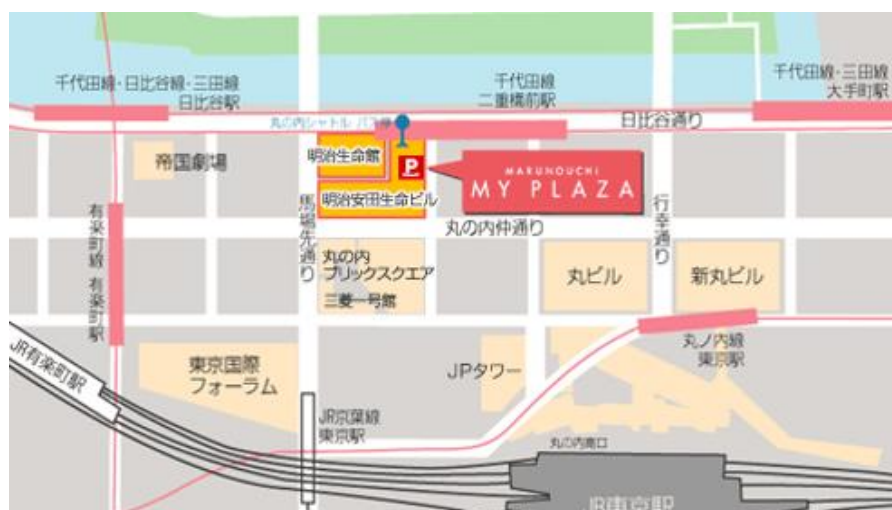 千代田線・日比谷線・三田線
日比谷駅
千代田線
二重橋前駅
千代田線・三田線
大手町駅
丸の内シャトル バス停
日比谷通り
帝国劇場
明治生命館
P
MARUNOUCHI
MY PLAZA
明治安田生命ビル
有楽町線 有楽町駅
馬場先通り
丸の内仲通り
行幸通り
丸の内
ブリックスクエア
三菱一号館
丸ビル
新丸ビル
丸ノ内線
東京駅
JR有楽町駅
東京国際
フォーラム
JPタワー
JR京葉線
東京駅
丸の内南口
JR東京駅